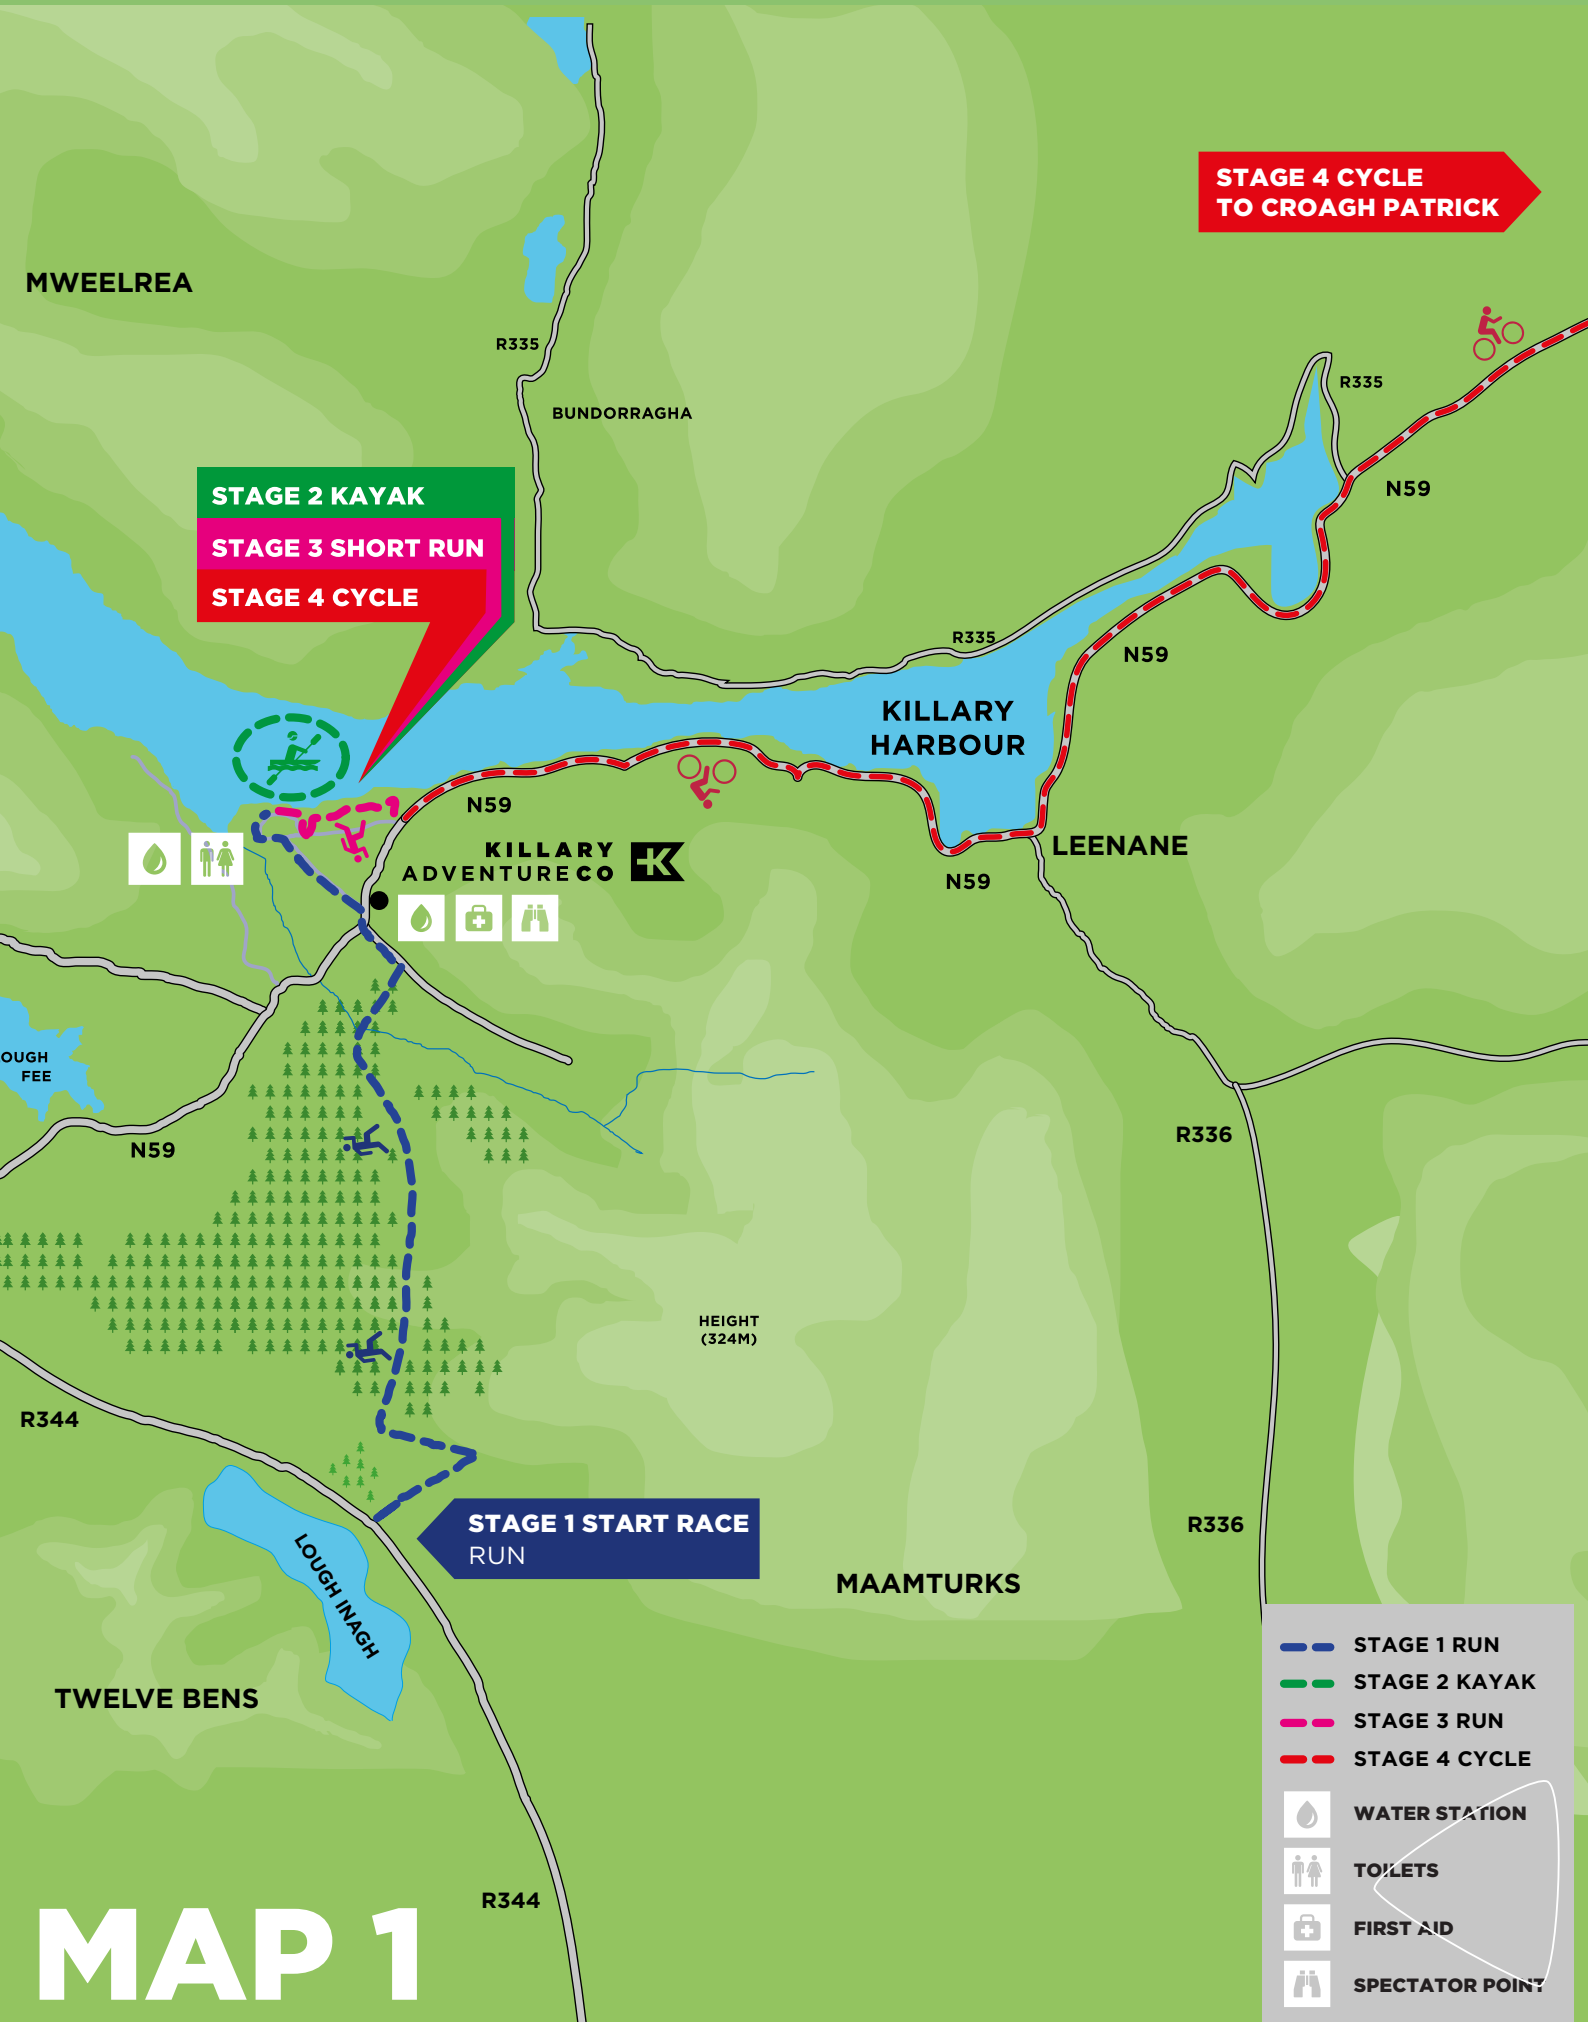 STAGE 4 CYCLE
TO CROAGH PATRICK
MWEELREA
R335
R335
BUNDORRAGHA
STAGE 2 KAYAK
N59
STAGE 3 SHORT RUN
STAGE 4 CYCLE
R335
N59
KILLARY
HARBOUR
N59
KILLARY
ADVENTURECO K
LEENANE
N59
OUGH
FEE
R336
N59
HEIGHT
(324M)
R344
STAGE 1 START RACE
RUN
R336
LOUGH INAGH
MAAMTURKS
TWELVE BENS
STAGE 1 RUN
STAGE 2 KAYAK
STAGE 3 RUN
STAGE 4 CYCLE
WATER STATION
TOILETS
R344
FIRST AID
SPECTATOR POINT
MAP 1